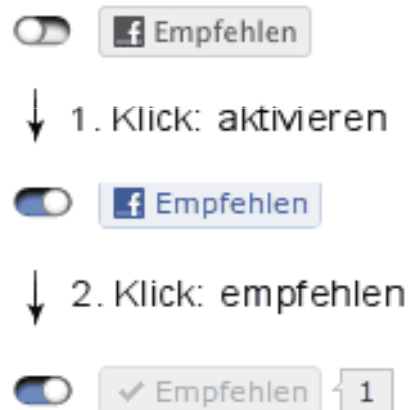 Empfehlen
1. Klick: aktivieren
Empfehlen
2. Klick: empfehlen
Empfehlen 1